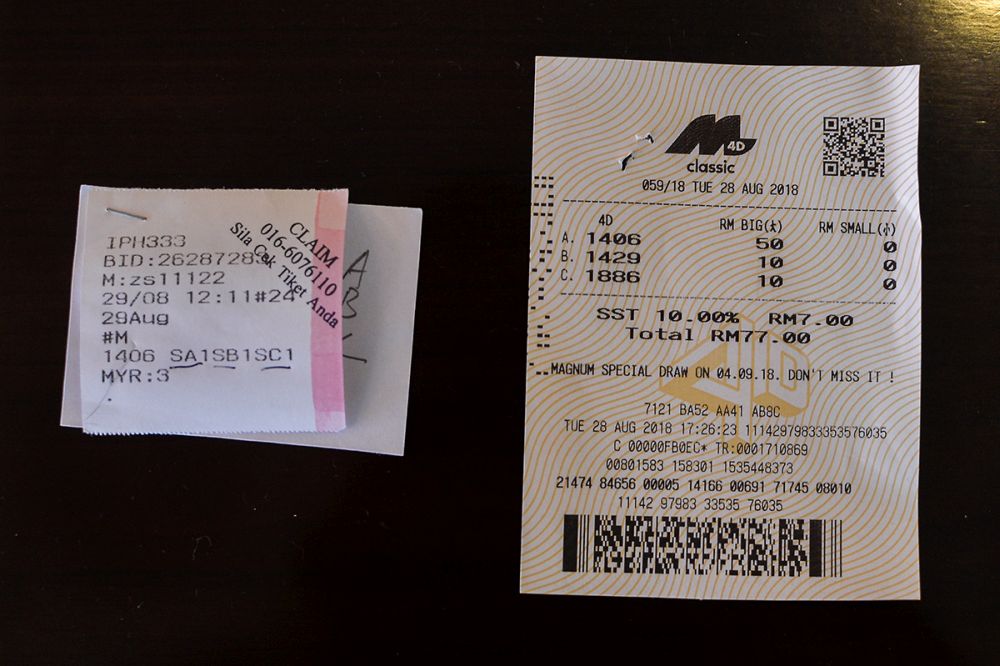 IPH333
BID:26287283
M:zs11122
29/08 12:11#24
29Aug
#M
1406 SA1SB1SC1
MYR:3
CLAIM
016-6076110
Sila Cek Tiket Anda
A
B
M
4D
classic
059/18 TUE 28 AUG 2018
4D RM BIG(大) RM SMALL(小)
A. 1406 50 0
B. 1429 10 0
C. 1886 10 0
SST 10.00% RM7.00
Total RM77.00
MAGNUM SPECIAL DRAW ON 04.09.18. DON'T MISS IT !
7121 BA52 AA41 AB8C
TUE 28 AUG 2018 17:26:23 11142979833353576035
C 00000FB0EC* TR:0001710869
00801583 158301 1535448373
21474 84656 00005 14166 00691 71745 08010
11142 97983 33535 76035
4D